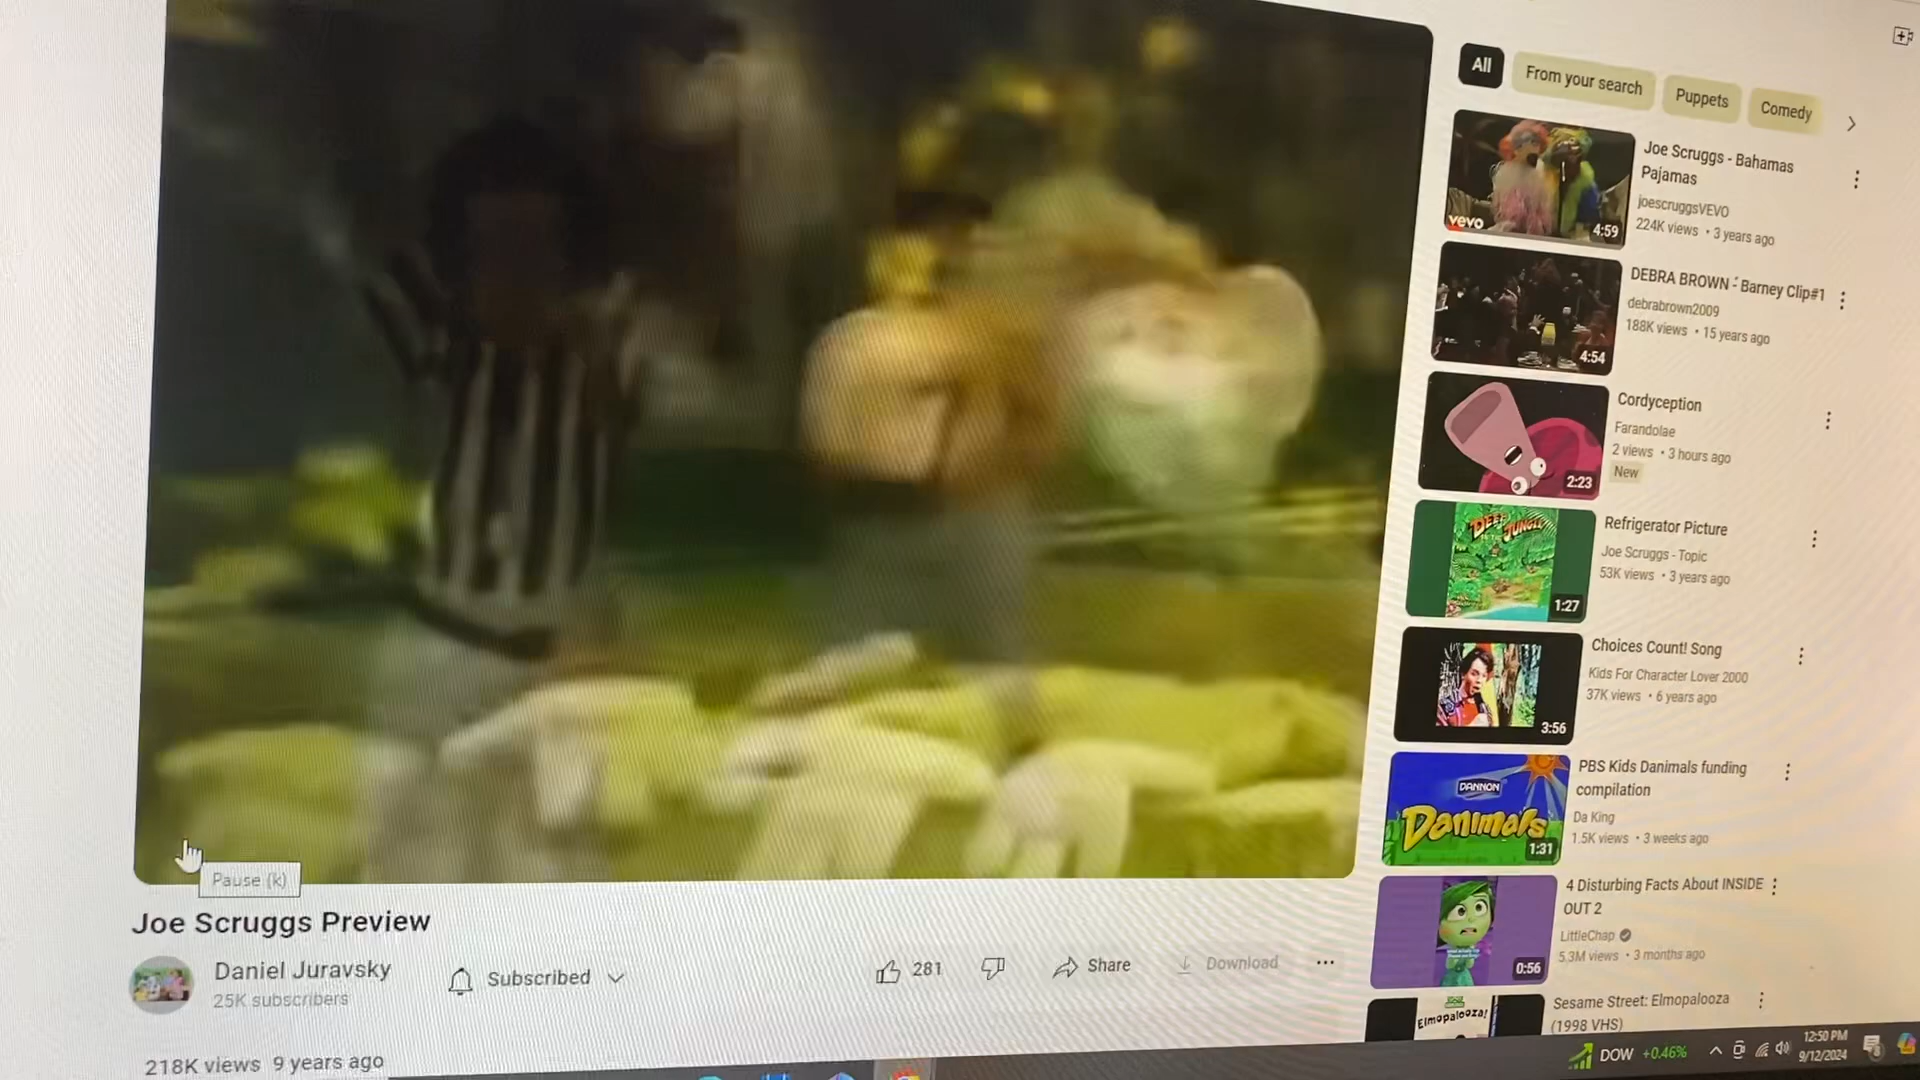 All
From your search
Puppets
Comedy
Joe Scruggs - Bahamas
Pajamas
joescruggsVEVO
224K views • 3 years ago
vevo
4:59
DEBRA BROWN - Barney Clip#1
debrabrown2009
188K views • 15 years ago
4:54
Cordyception
Farandolae
2 views • 3 hours ago
New
2:23
Refrigerator Picture
Joe Scruggs - Topic
53K views • 3 years ago
DEEP
JUNGLE
1:27
Choices Count! Song
Kids For Character Lover 2000
37K views • 6 years ago
3:56
PBS Kids Danimals funding
compilation
Da King
1.5K views • 3 weeks ago
DANNON
Danimals
1:31
4 Disturbing Facts About INSIDE
OUT 2
LittleChap
5.3M views • 3 months ago
0:56
Sesame Street: Elmopalooza
(1998 VHS)
Elmopalooza!
Pause (k)
Joe Scruggs Preview
Daniel Juravsky
25K subscribers
Subscribed
281
Share
Download
218K views 9 years ago
DOW +0.46%
12:50 PM
9/12/2024